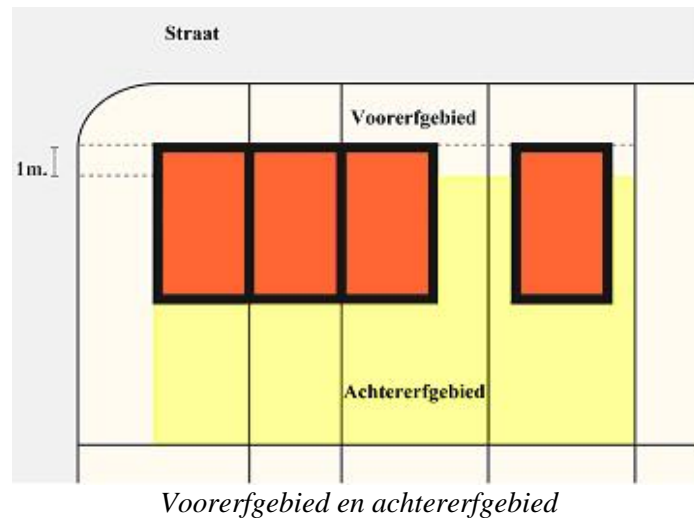 Straat
Voorerfgebied
1m.
Achtererfgebied
Voorerfgebied en achtererfgebied